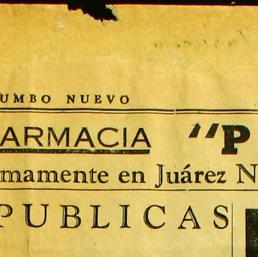 UMBO NUEVO
ARMACIA "P
mamente en Juárez N
PUBLICAS